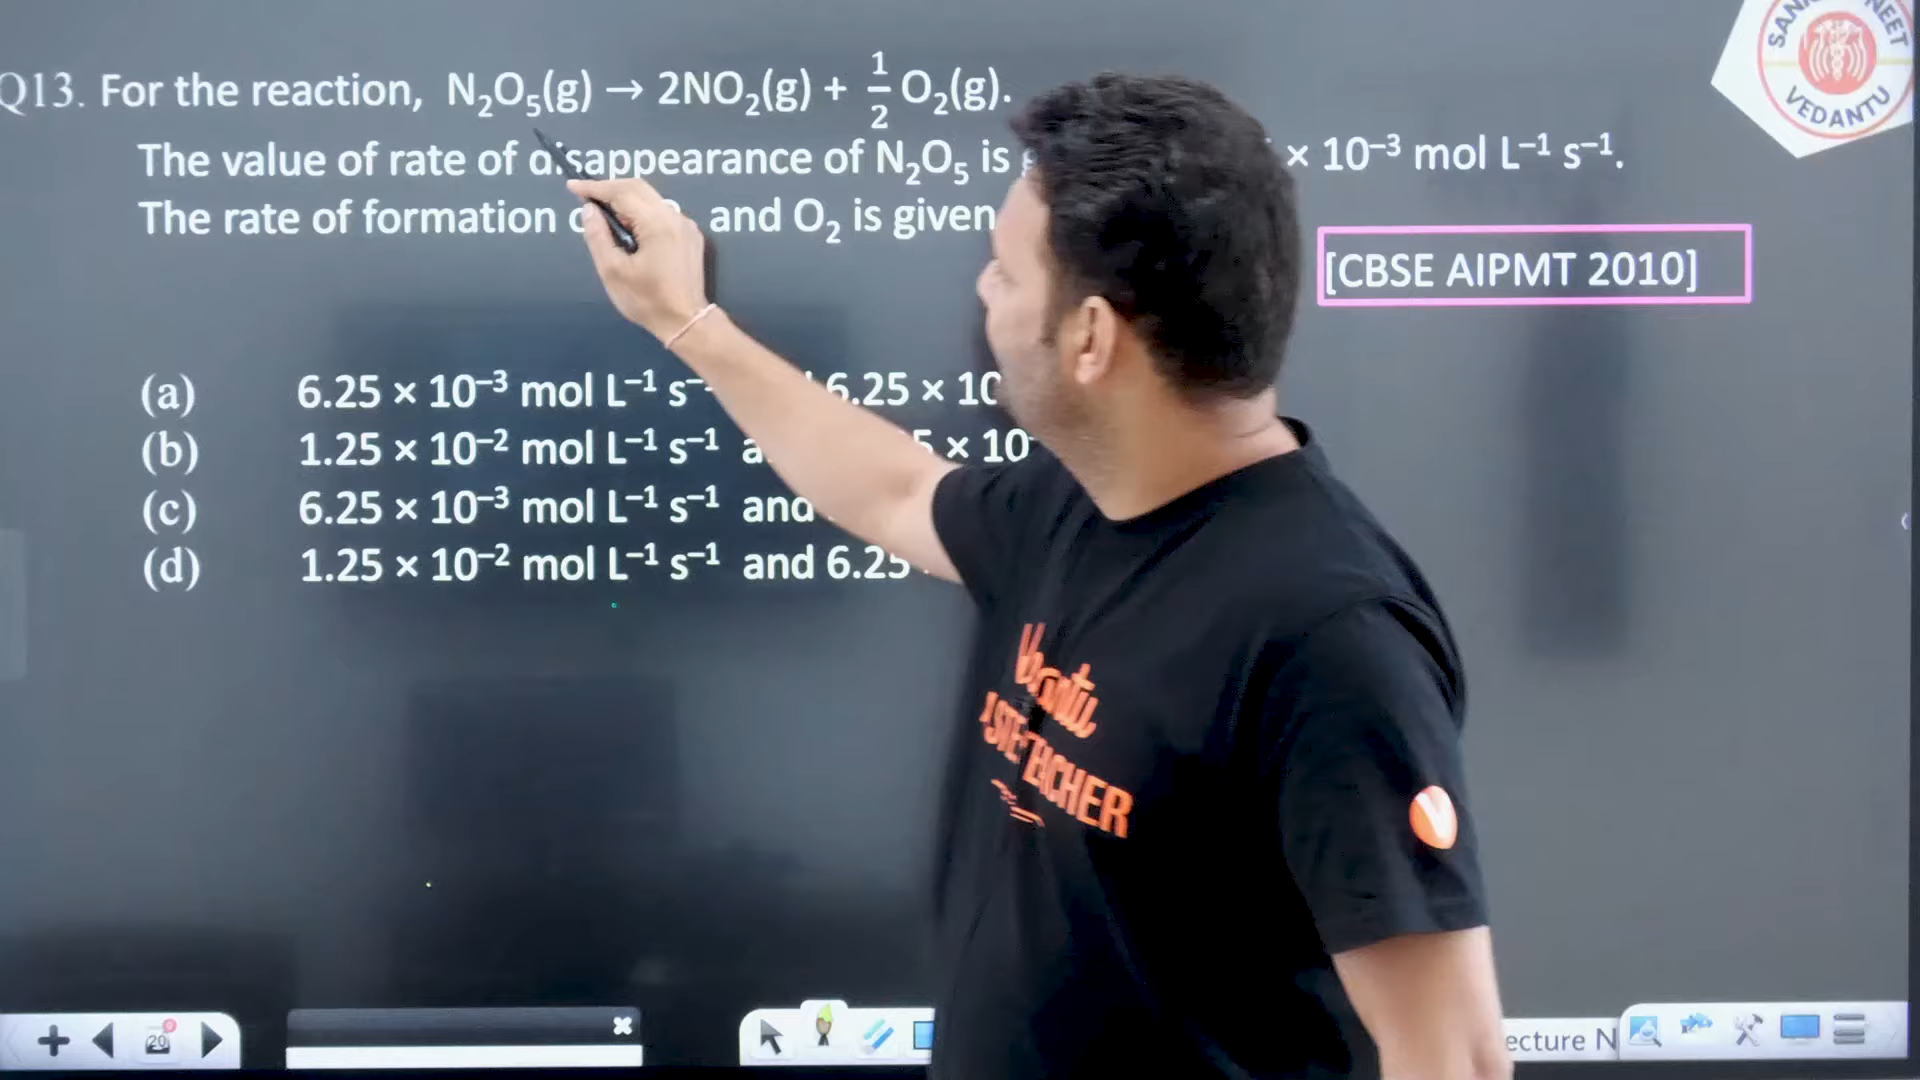 Q13. For the reaction, N₂O₅(g) → 2NO₂(g) + 1/2 O₂(g).
The value of rate of disappearance of N₂O₅ is × 10⁻³ mol L⁻¹ s⁻¹.
The rate of formation and O₂ is given
[CBSE AIPMT 2010]
(a) 6.25 × 10⁻³ mol L⁻¹ s⁻ 6.25 × 10
(b) 1.25 × 10⁻² mol L⁻¹ s⁻¹ a 5 × 10⁻
(c) 6.25 × 10⁻³ mol L⁻¹ s⁻¹ and
(d) 1.25 × 10⁻² mol L⁻¹ s⁻¹ and 6.25
NEET
VEDANTU
Vedantu
TEACHER
V
20
ecture N